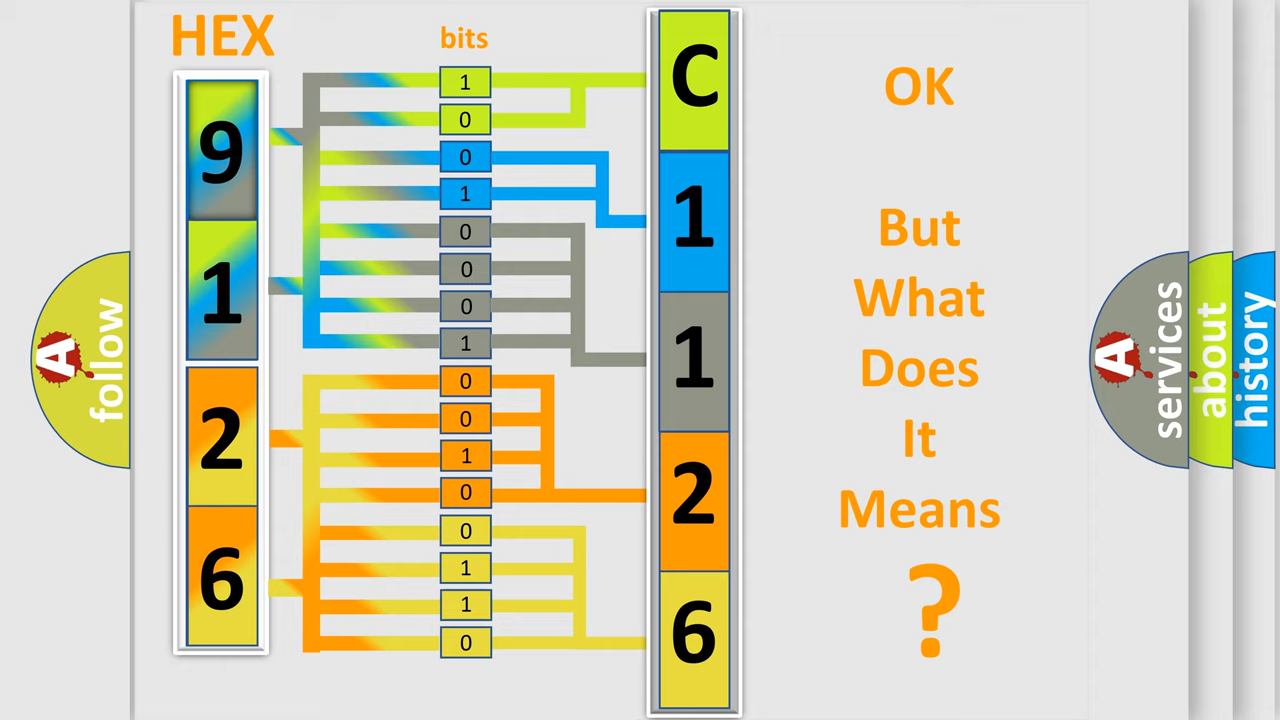 HEX
bits
9
1
2
6
1
0
0
1
0
0
0
1
0
0
1
0
0
1
1
0
C
1
1
2
6
OK
But
What
Does
It
Means
?
A
follow
A
services
about
history